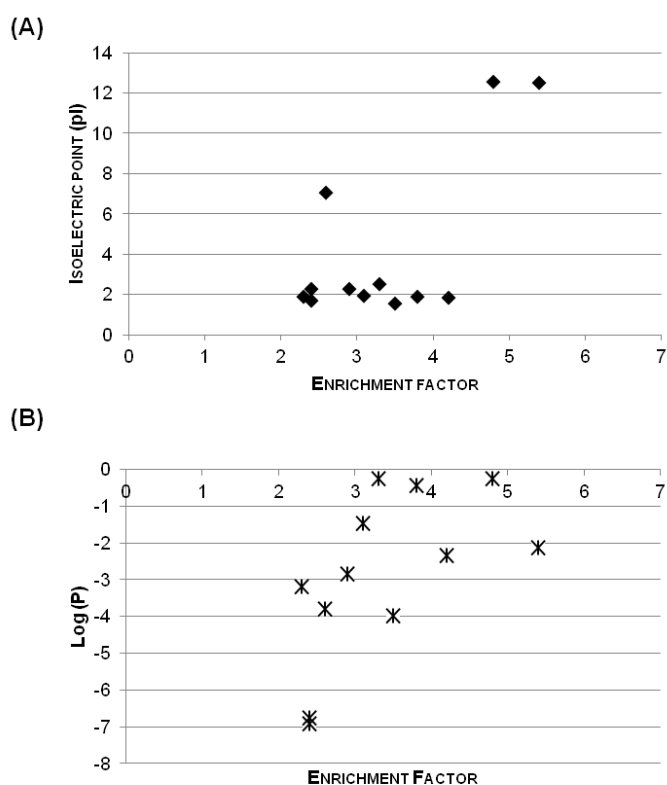 (A)
14
12
10
8
6
4
2
0
ISOELECTRIC POINT (pI)
0 1 2 3 4 5 6 7
ENRICHMENT FACTOR
(B)
0
0 1 2 3 4 5 6 7
-1
-2
-3
-4
-5
-6
-7
-8
Log (P)
ENRICHMENT FACTOR